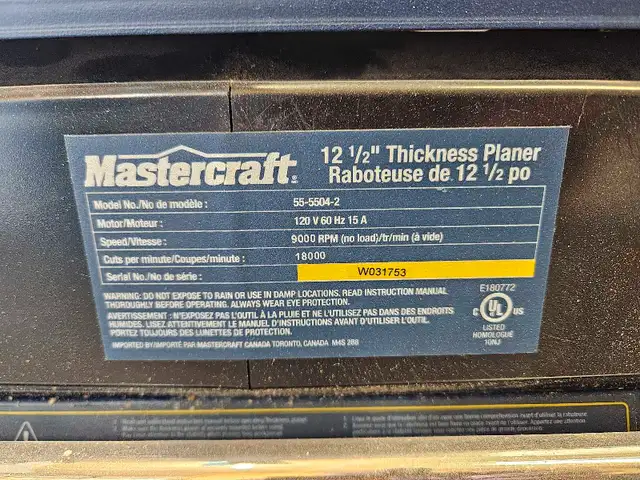 Mastercraft®
12 1/2" Thickness Planer
Raboteuse de 12 1/2 po
Model No./No de modèle : 55-5504-2
Motor/Moteur : 120 V 60 Hz 15 A
Speed/Vitesse : 9000 RPM (no load)/tr/min (à vide)
Cuts per minute/Coupes/minute : 18000
Serial No./No de série : W031753
WARNING: DO NOT EXPOSE TO RAIN OR USE IN DAMP LOCATIONS. READ INSTRUCTION MANUAL
THOROUGHLY BEFORE OPERATING. ALWAYS WEAR EYE PROTECTION.
AVERTISSEMENT : N'EXPOSEZ PAS L'OUTIL À LA PLUIE ET NE L'UTILISEZ PAS DANS DES ENDROITS
HUMIDES. LISEZ ATTENTIVEMENT LE MANUEL D'INSTRUCTIONS AVANT D'UTILISER L'OUTIL.
PORTEZ TOUJOURS DES LUNETTES DE PROTECTION.
IMPORTED BY/IMPORTÉ PAR MASTERCRAFT CANADA TORONTO, CANADA M4S 2B8
E180772
C UL US
LISTED
HOMOLOGUÉ
10NJ